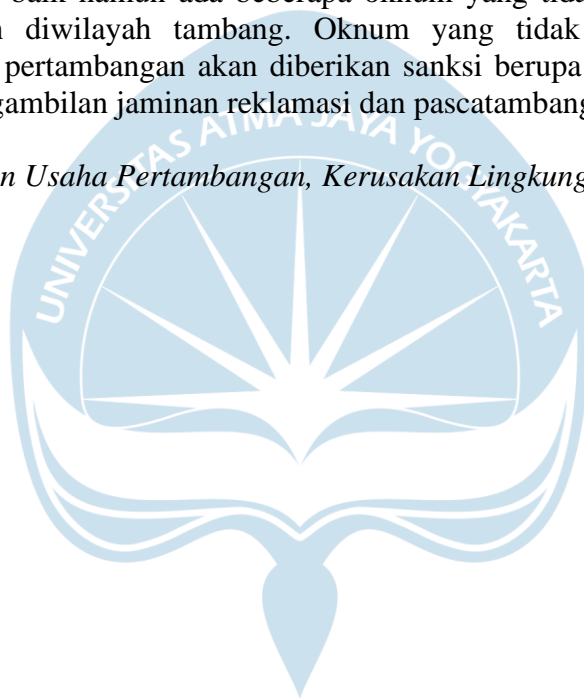 baik namun ada beberapa oknum yang tida
diwilayah tambang. Oknum yang tidak
pertambangan akan diberikan sanksi berupa
gambilan jaminan reklamasi dan pascatambang
n Usaha Pertambangan, Kerusakan Lingkung
UNIVERSITAS ATMA JAYA YOGYAKARTA